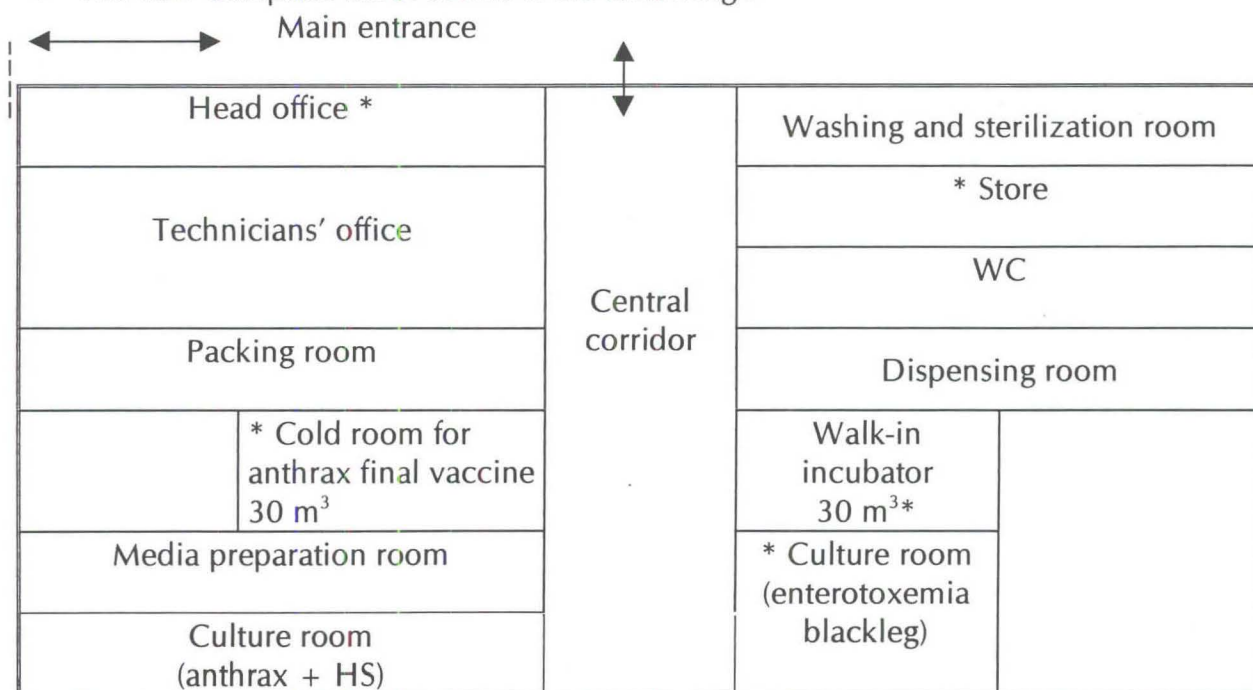 Main entrance
Head office *
Technicians' office
Packing room
* Cold room for
anthrax final vaccine
30 m³
Media preparation room
Culture room
(anthrax + HS)
Central
corridor
Washing and sterilization room
* Store
WC
Dispensing room
Walk-in
incubator
30 m³*
* Culture room
(enterotoxemia
blackleg)